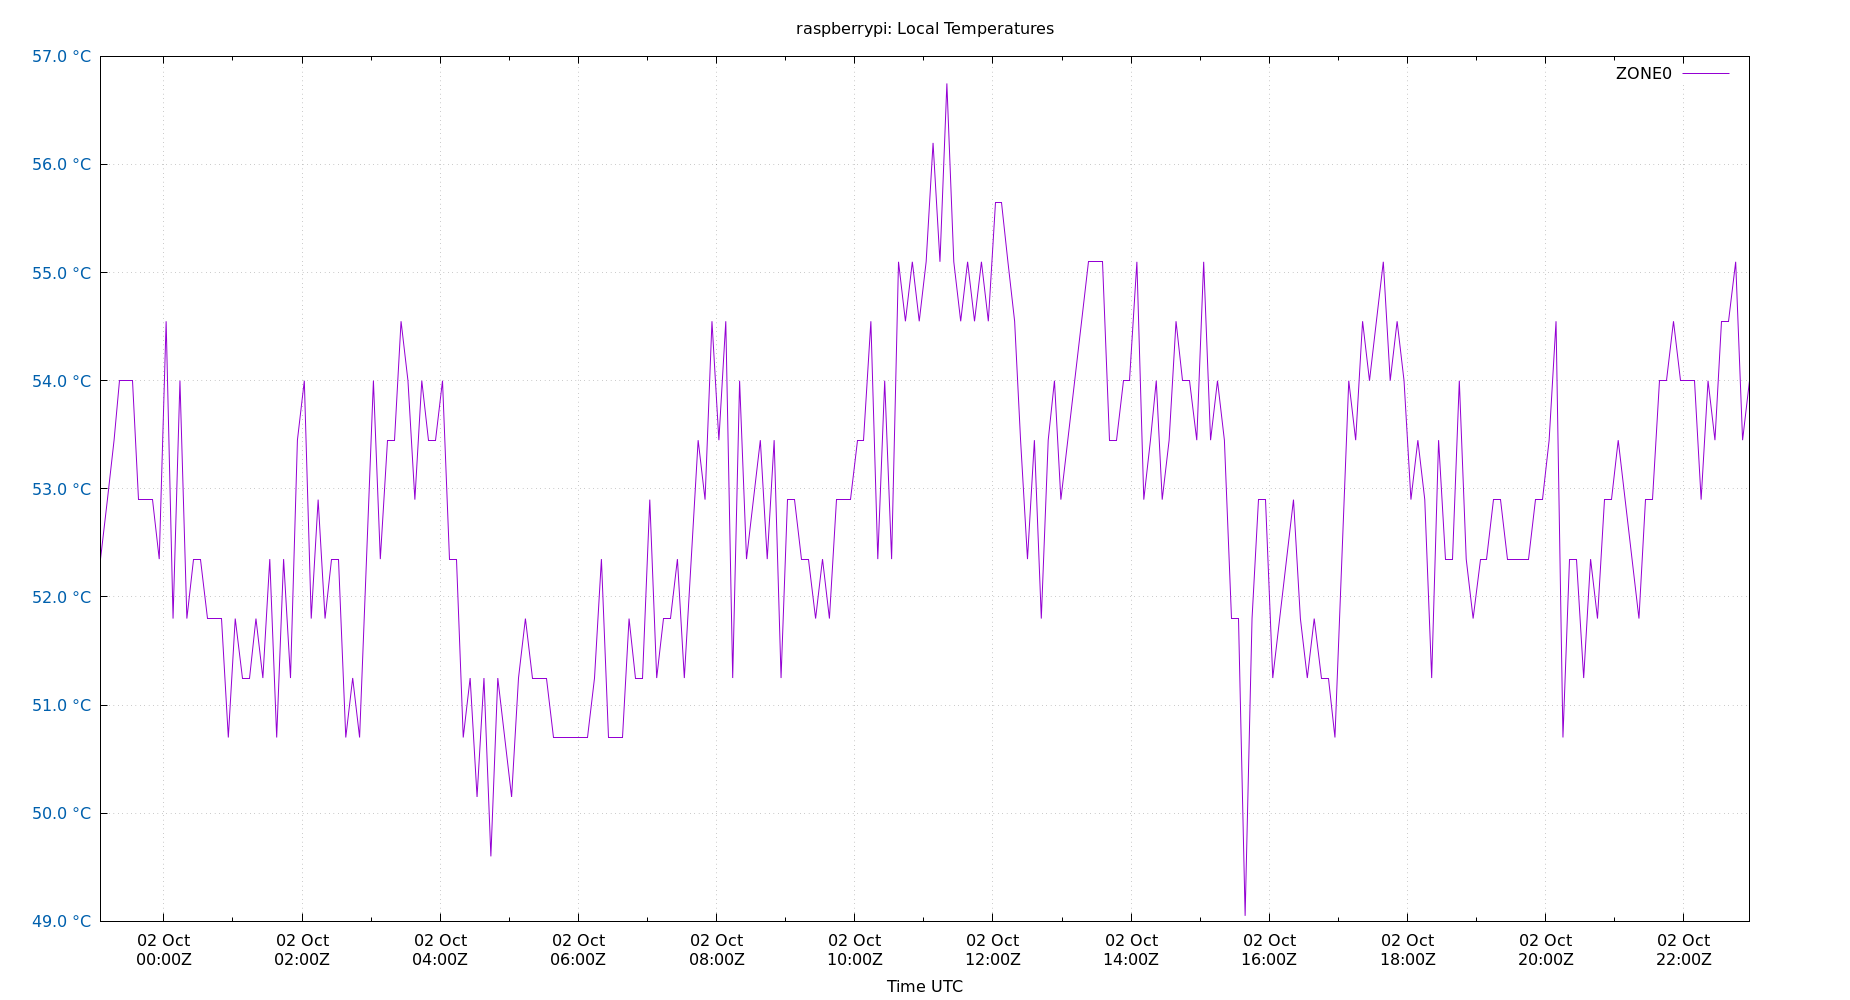 raspberrypi: Local Temperatures
57.0 °C
ZONE0
56.0 °C
55.0 °C
54.0 °C
53.0 °C
52.0 °C
51.0 °C
50.0 °C
49.0 °C
02 Oct 02 Oct 02 Oct 02 Oct 02 Oct 02 Oct 02 Oct 02 Oct 02 Oct 02 Oct 02 Oct 02 Oct
00:00Z 02:00Z 04:00Z 06:00Z 08:00Z 10:00Z 12:00Z 14:00Z 16:00Z 18:00Z 20:00Z 22:00Z
Time UTC